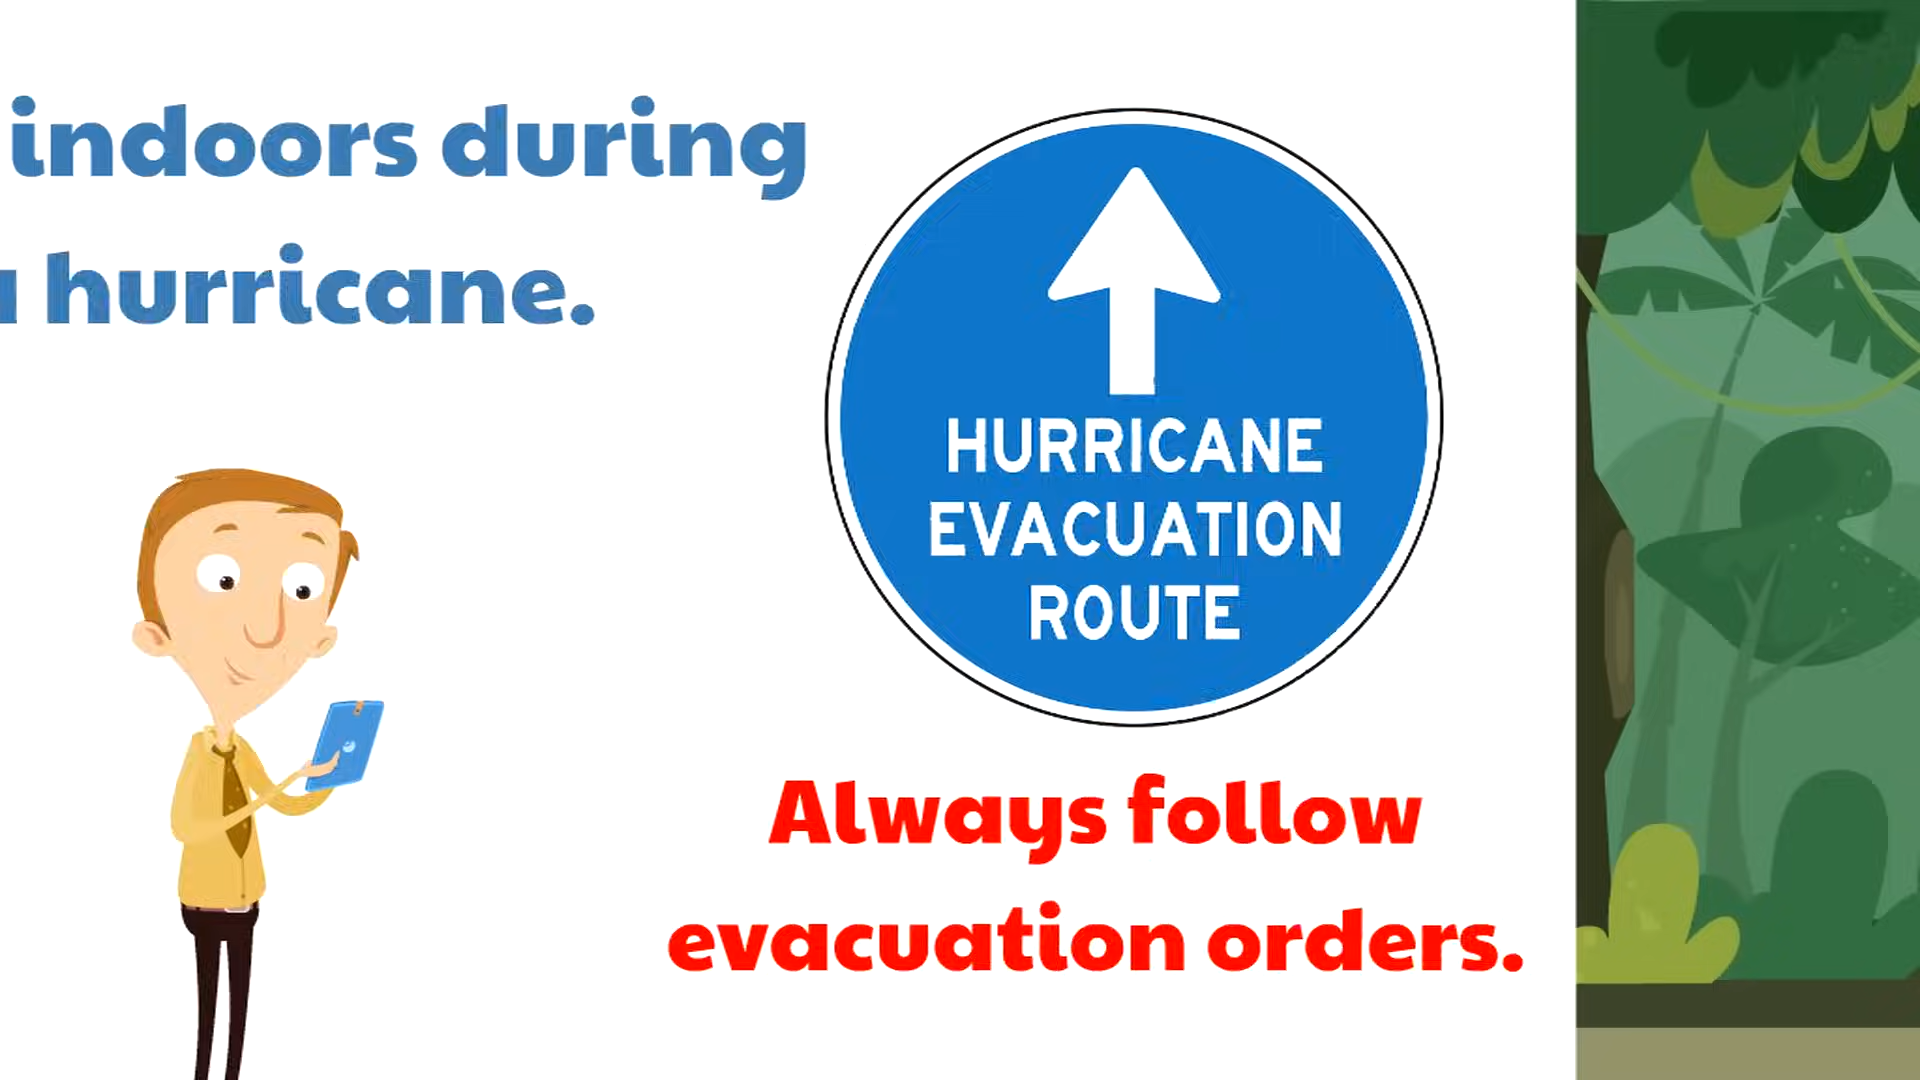 indoors during
hurricane.
HURRICANE
EVACUATION
ROUTE
Always follow
evacuation orders.